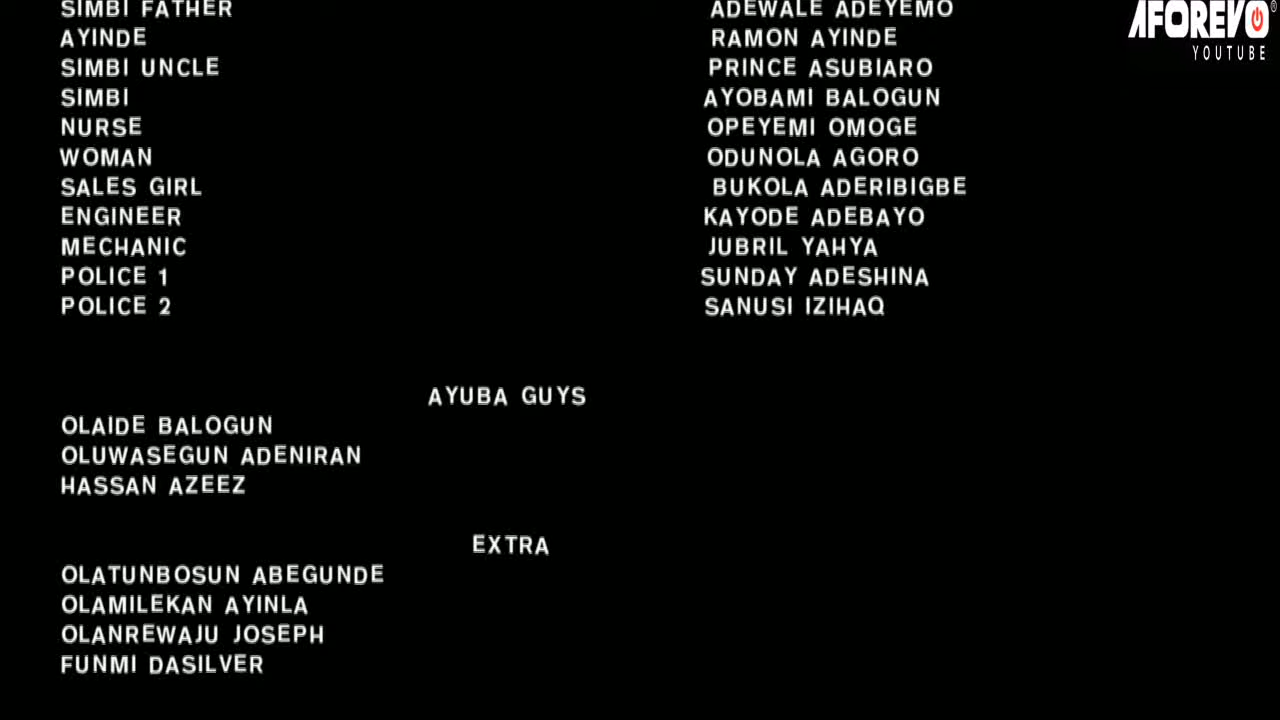 SIMBI FATHER ADEWALE ADEYEMO
AYINDE RAMON AYINDE
SIMBI UNCLE PRINCE ASUBIARO
SIMBI AYOBAMI BALOGUN
NURSE OPEYEMI OMOGE
WOMAN ODUNOLA AGORO
SALES GIRL BUKOLA ADERIBIGBE
ENGINEER KAYODE ADEBAYO
MECHANIC JUBRIL YAHYA
POLICE 1 SUNDAY ADESHINA
POLICE 2 SANUSI IZIHAQ
AYUBA GUYS
OLAIDE BALOGUN
OLUWASEGUN ADENIRAN
HASSAN AZEEZ
EXTRA
OLATUNBOSUN ABEGUNDE
OLAMILEKAN AYINLA
OLANREWAJU JOSEPH
FUNMI DASILVER
AFOREVO®
YOUTUBE